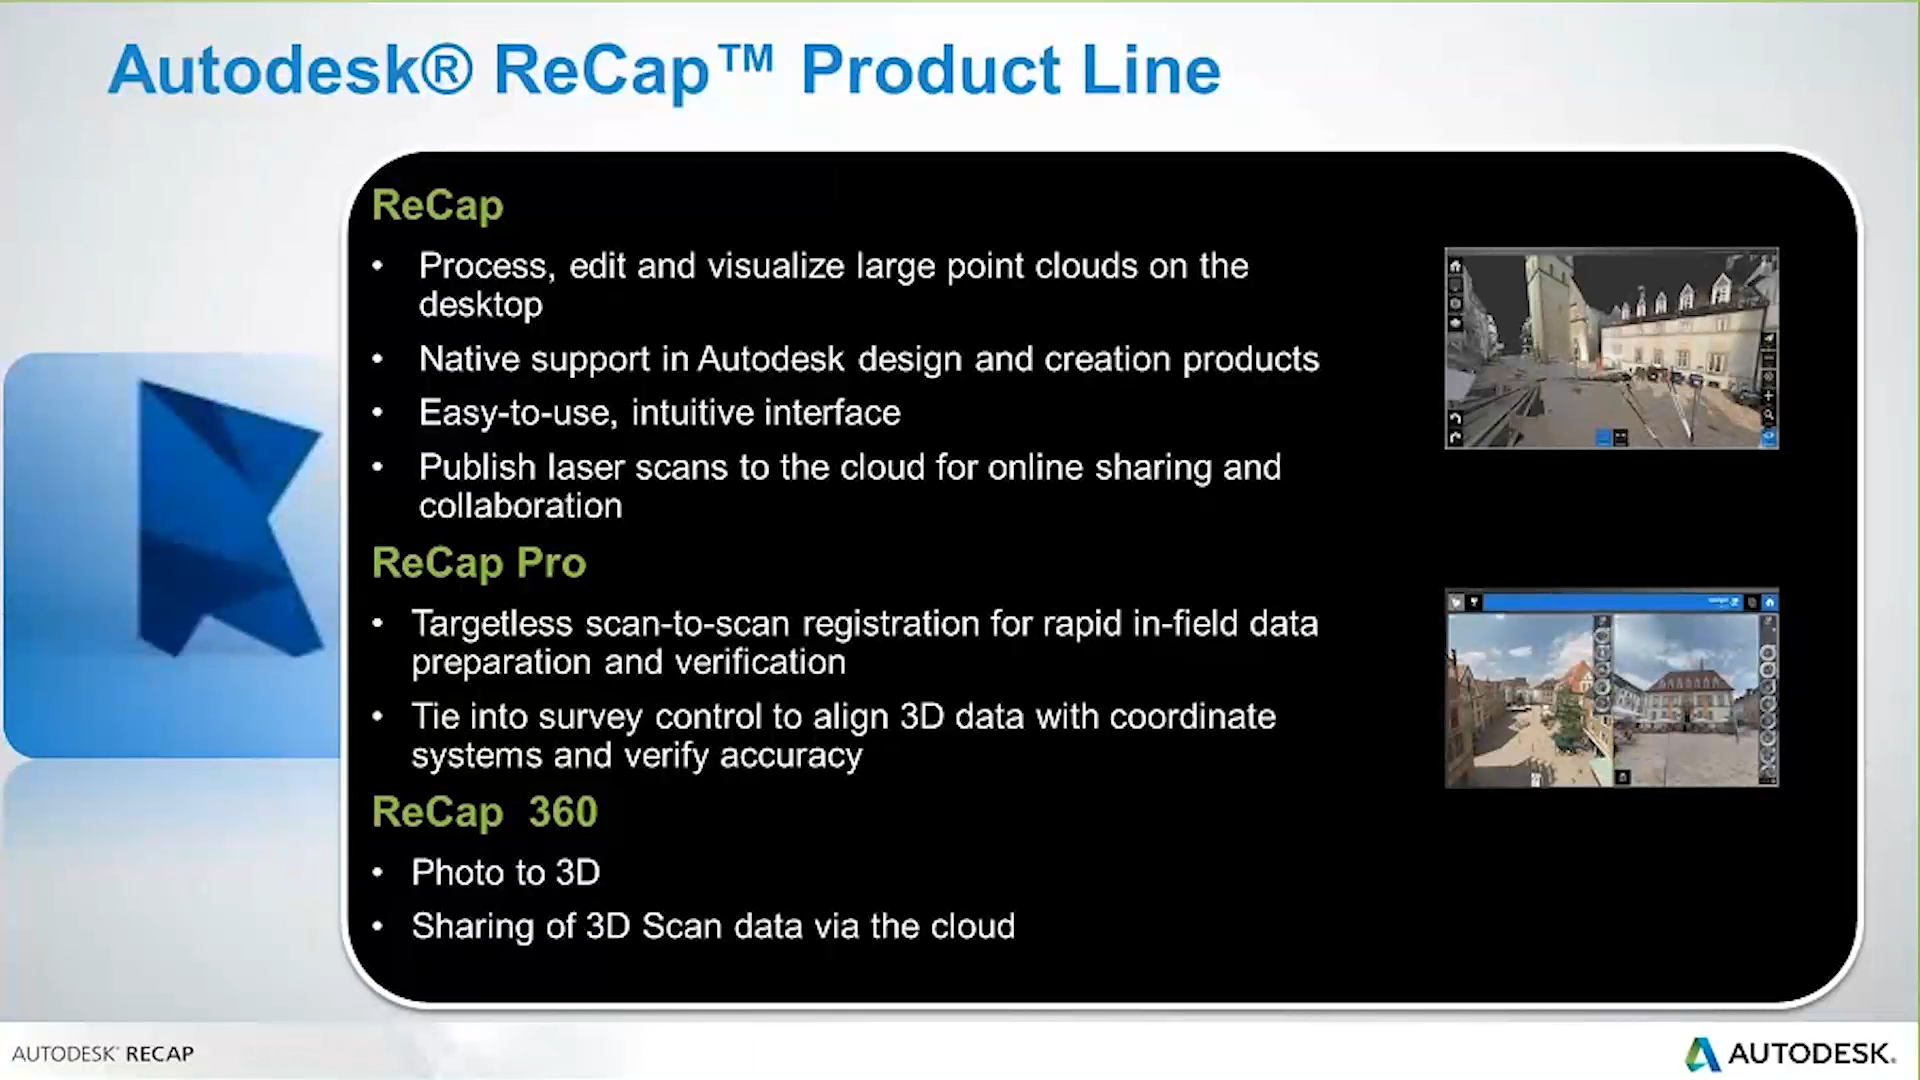 Autodesk® ReCap™ Product Line
ReCap
• Process, edit and visualize large point clouds on the
desktop
• Native support in Autodesk design and creation products
• Easy-to-use, intuitive interface
• Publish laser scans to the cloud for online sharing and
collaboration
ReCap Pro
• Targetless scan-to-scan registration for rapid in-field data
preparation and verification
• Tie into survey control to align 3D data with coordinate
systems and verify accuracy
ReCap 360
• Photo to 3D
• Sharing of 3D Scan data via the cloud
AUTODESK® RECAP
AUTODESK®